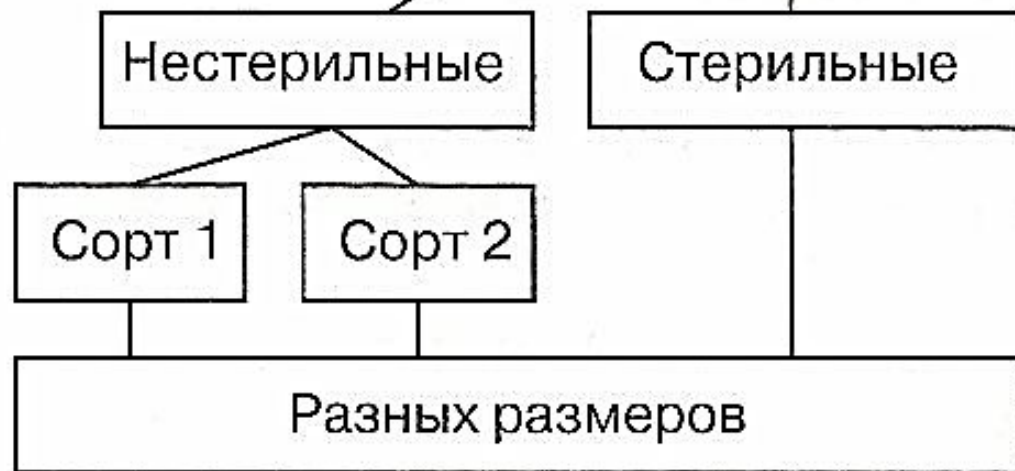 Нестерильные
Стерильные
Сорт 1
Сорт 2
Разных размеров